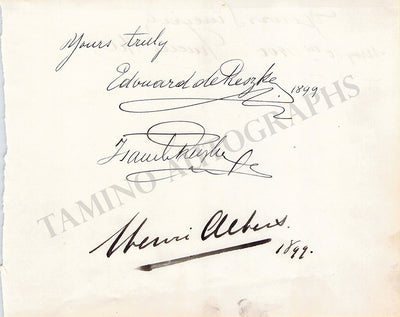 Yours truly
Edouard de Reszke 1899
Jean de Reszke
Henri Albers.
1899.
TAMINO AUTOGRAPHS